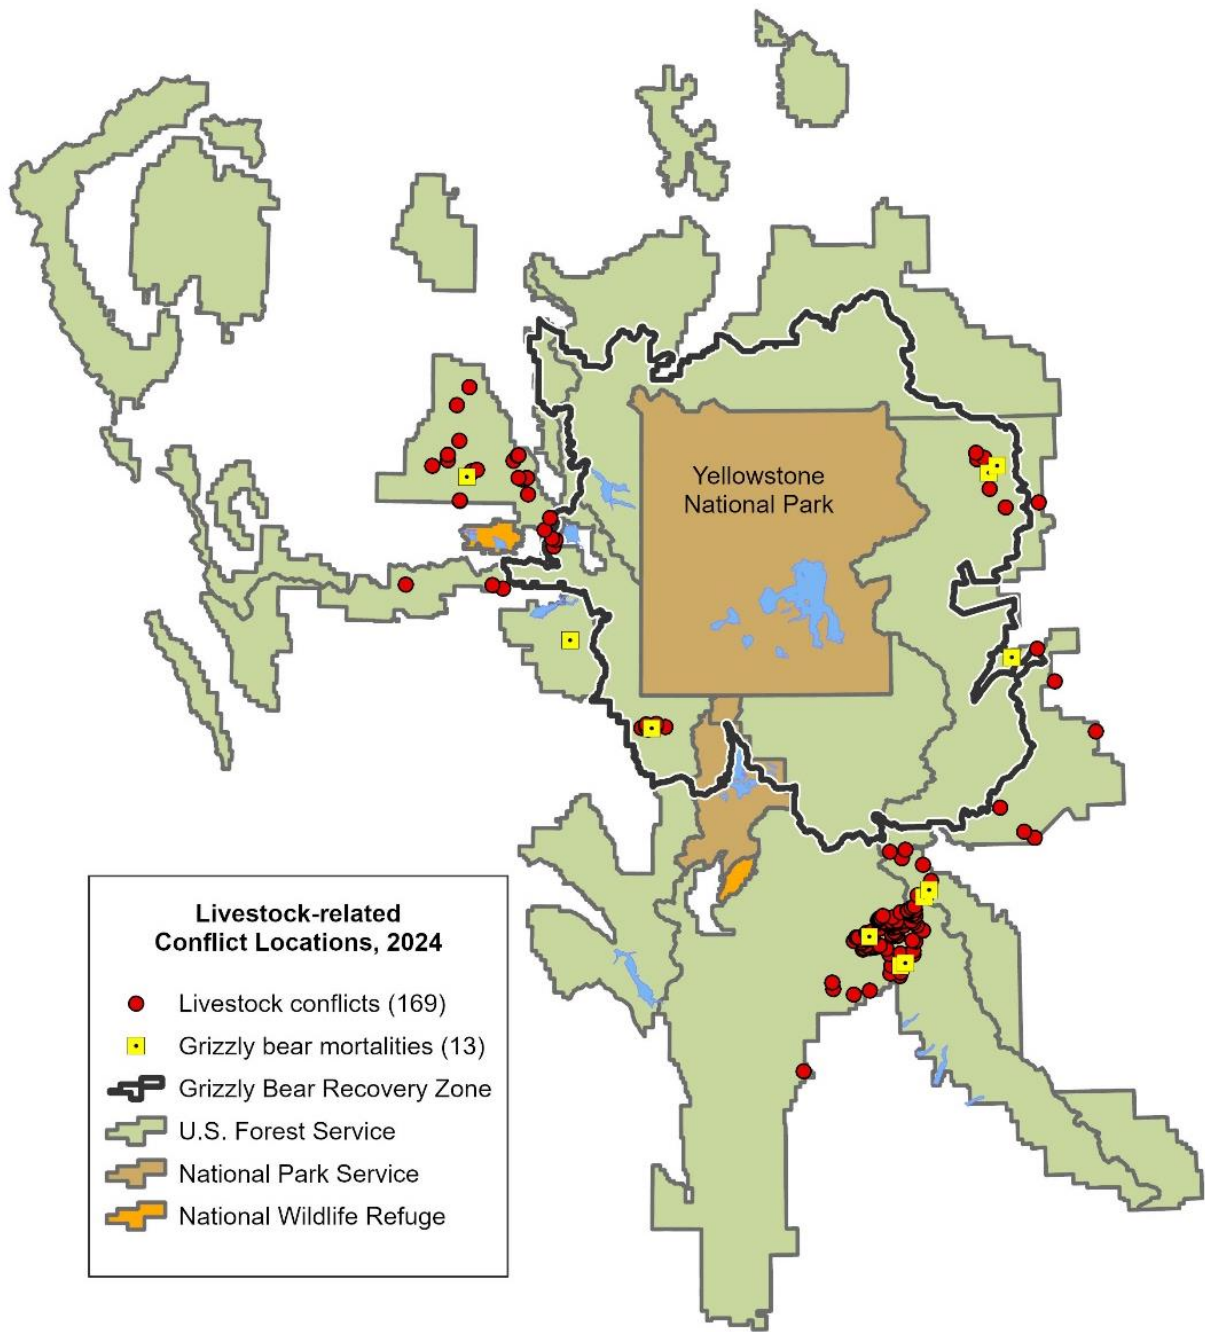 Yellowstone
National Park
Livestock-related
Conflict Locations, 2024
Livestock conflicts (169)
Grizzly bear mortalities (13)
Grizzly Bear Recovery Zone
U.S. Forest Service
National Park Service
National Wildlife Refuge